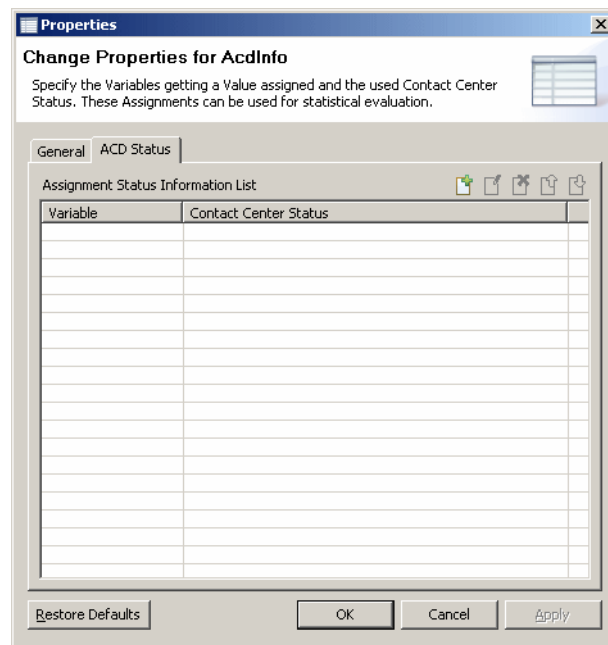 Properties
Change Properties for AcdInfo
Specify the Variables getting a Value assigned and the used Contact Center
Status. These Assignments can be used for statistical evaluation.
General ACD Status
Assignment Status Information List
Variable Contact Center Status
Restore Defaults OK Cancel Apply